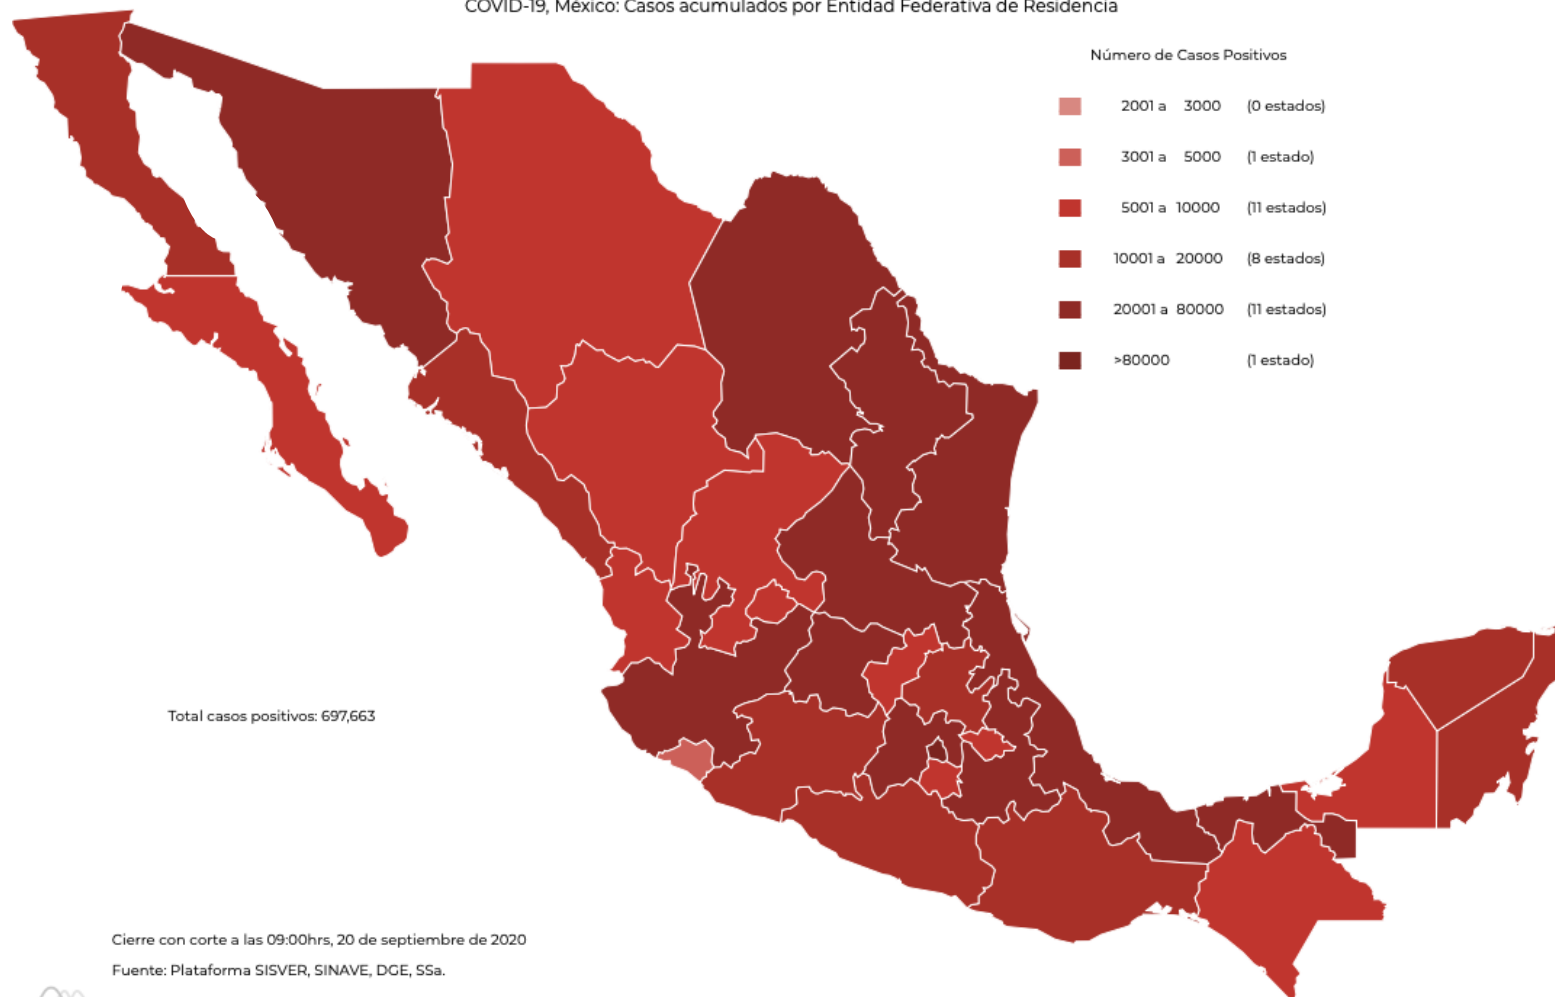 COVID-19, México: Casos acumulados por Entidad Federativa de Residencia
Número de Casos Positivos
2001 a 3000 (0 estados)
3001 a 5000 (1 estado)
5001 a 10000 (11 estados)
10001 a 20000 (8 estados)
20001 a 80000 (11 estados)
>80000 (1 estado)
Total casos positivos: 697,663
Cierre con corte a las 09:00hrs, 20 de septiembre de 2020
Fuente: Plataforma SISVER, SINAVE, DGE, SSa.